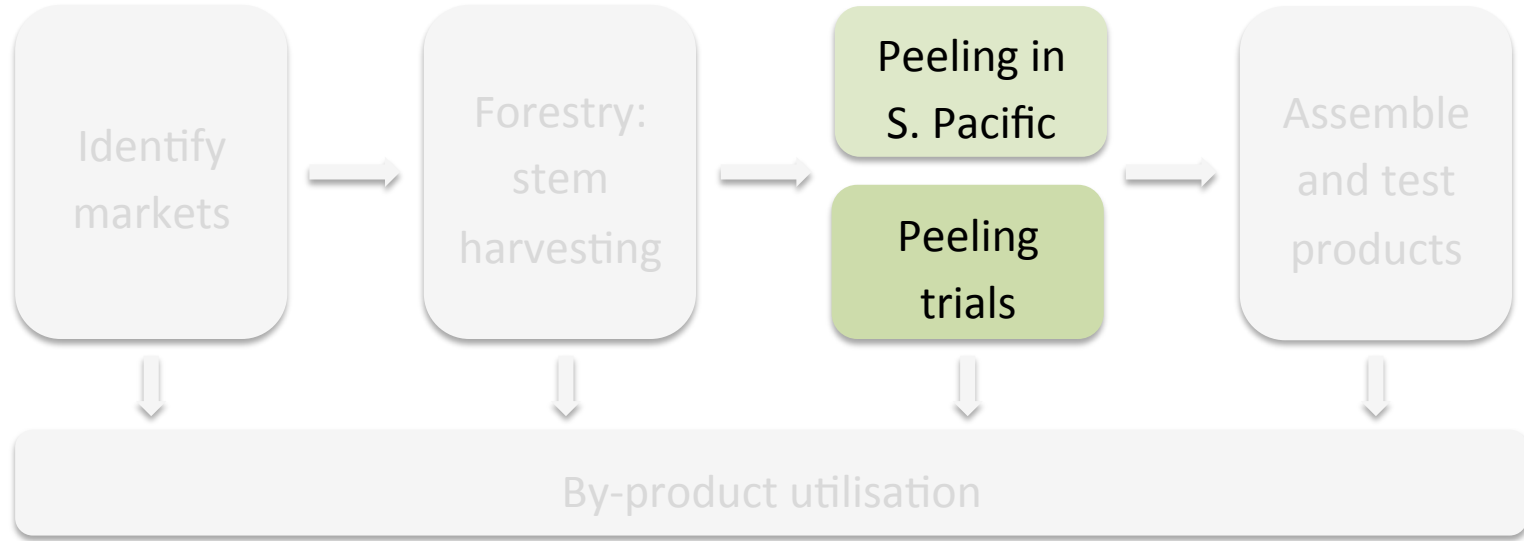 Identify
markets
Forestry:
stem
harvesting
Peeling in
S. Pacific
Peeling
trials
Assemble
and test
products
By-product utilisation